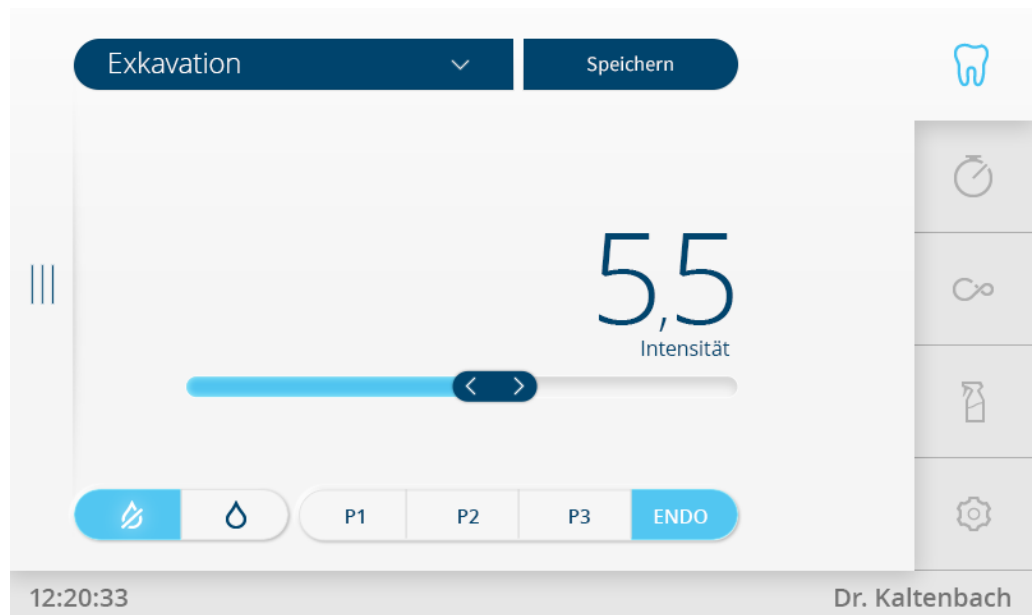 Exkavation
Speichern
5,5
Intensität
P1
P2
P3
ENDO
12:20:33
Dr. Kaltenbach